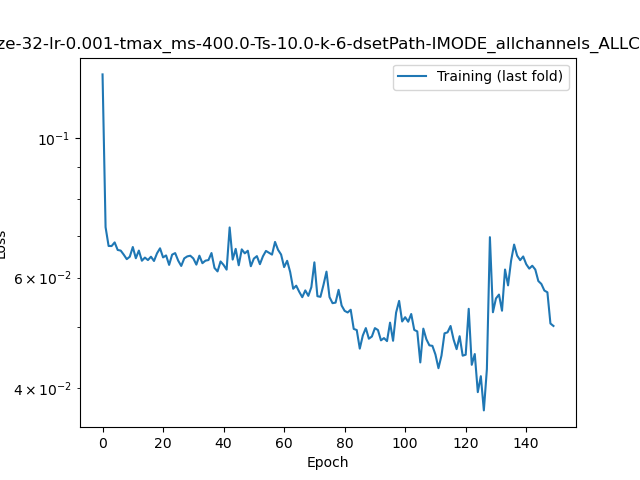 ze-32-lr-0.001-tmax_ms-400.0-Ts-10.0-k-6-dsetPath-IMODE_allchannels_ALLC
Training (last fold)
10⁻¹
6 × 10⁻²
4 × 10⁻²
Loss
0 20 40 60 80 100 120 140
Epoch